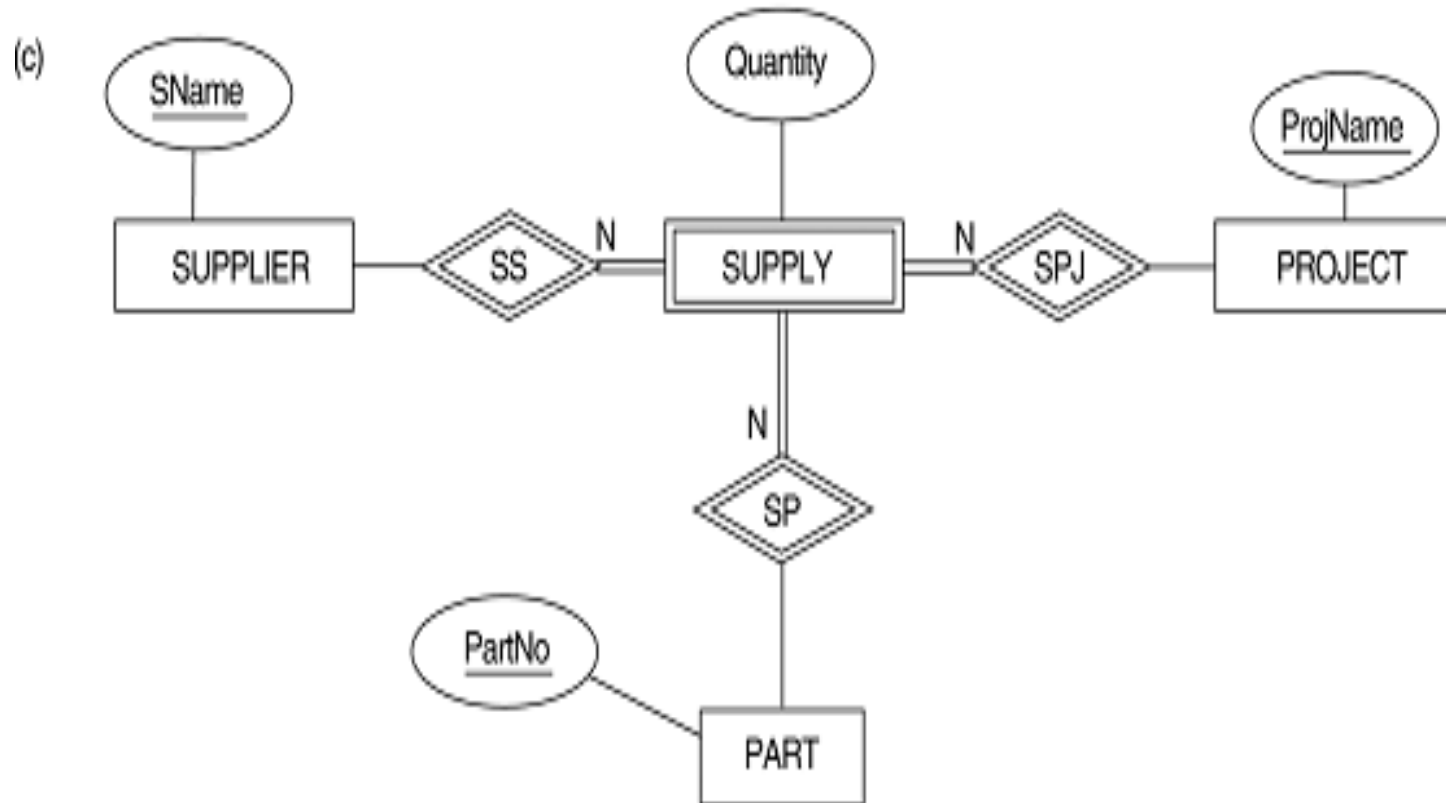 (c)
SName
Quantity
ProjName
SUPPLIER
SS
N
SUPPLY
N
SPJ
PROJECT
N
SP
PartNo
PART